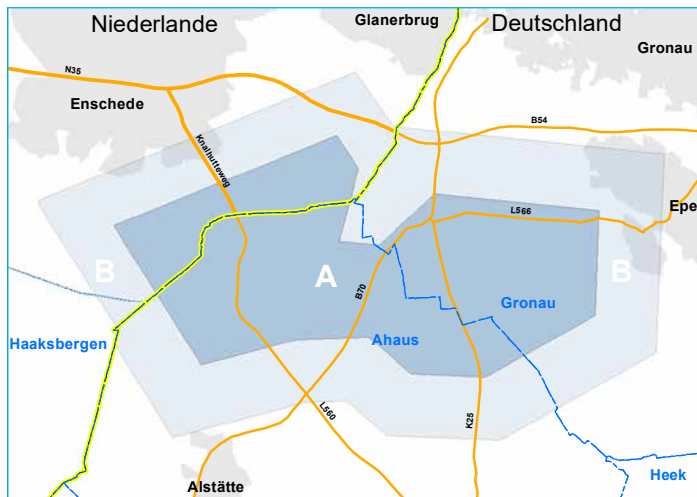 Niederlande
Glanerbrug
Deutschland
Gronau
N35
Enschede
Knalhutteweg
B54
Epe
L566
B
A
B
B70
Gronau
Haaksbergen
Ahaus
L560
K25
Heek
Alstätte